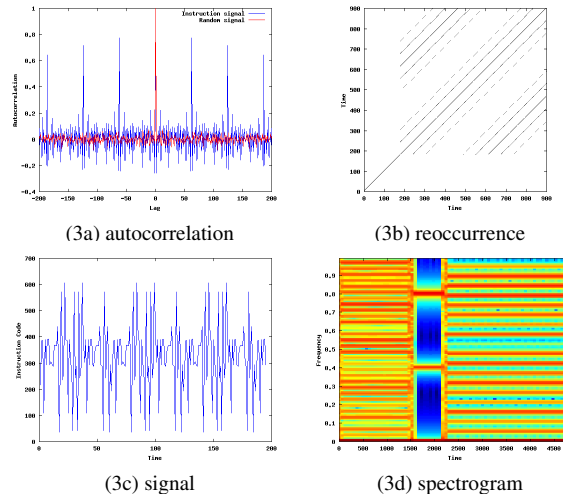 Instruction signal
Random signal
1
0.8
0.6
0.4
0.2
0
-0.2
-0.4
Autocorrelation
-200 -150 -100 -50 0 50 100 150 200
Lag
(3a) autocorrelation
900
800
700
600
500
400
300
200
100
0
Time
0 100 200 300 400 500 600 700 800 900
Time
(3b) reoccurrence
700
600
500
400
300
200
100
0
Instruction Code
0 50 100 150 200
Time
(3c) signal
0.9
0.8
0.7
0.6
0.5
0.4
0.3
0.2
0.1
0
Frequency
0 500 1000 1500 2000 2500 3000 3500 4000 4500
Time
(3d) spectrogram